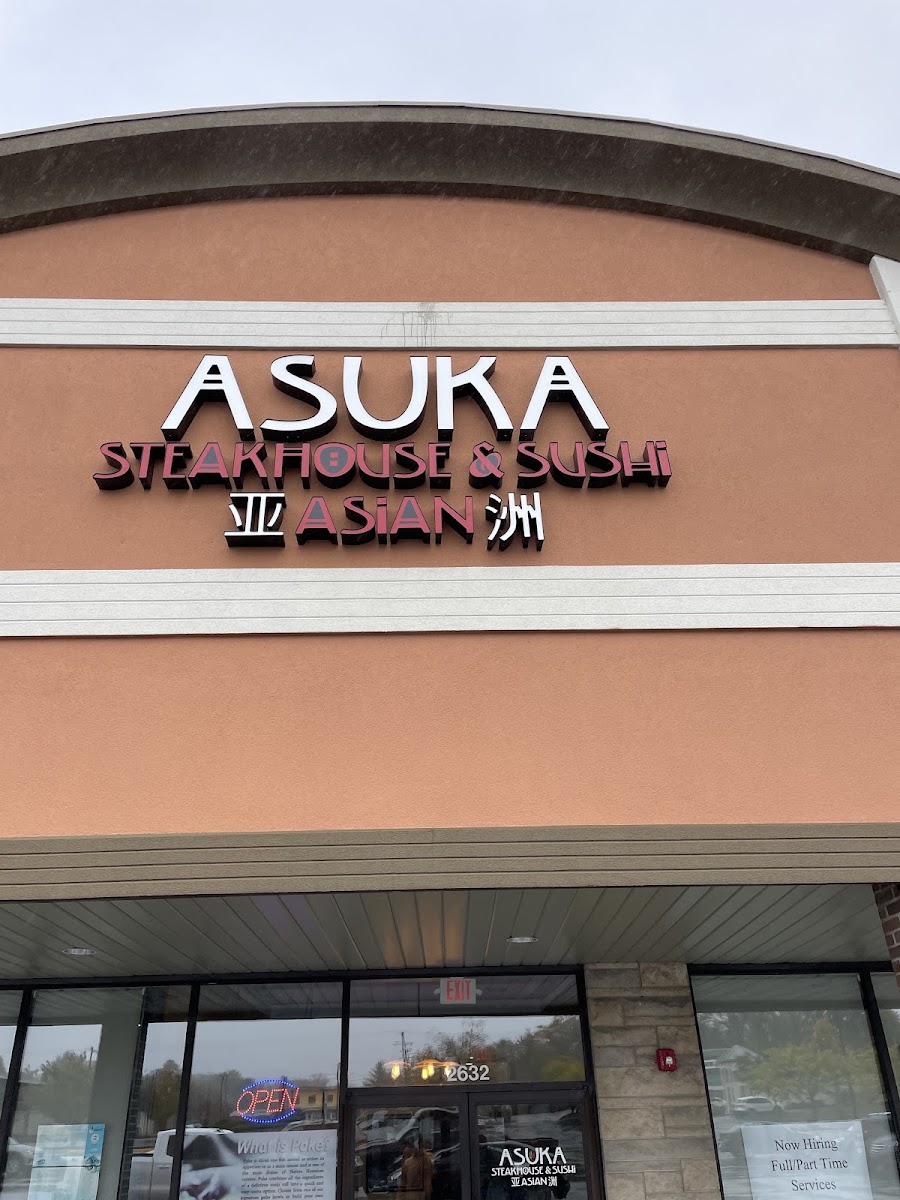 ASUKA
STEAKHOUSE & SUSHi
亚 ASiAN 洲
EXIT
2632
OPEN
What is Poke?
ASUKA
STEAKHOUSE & SUSHi
亚 ASiAN 洲
Now Hiring
Full/Part Time
Services